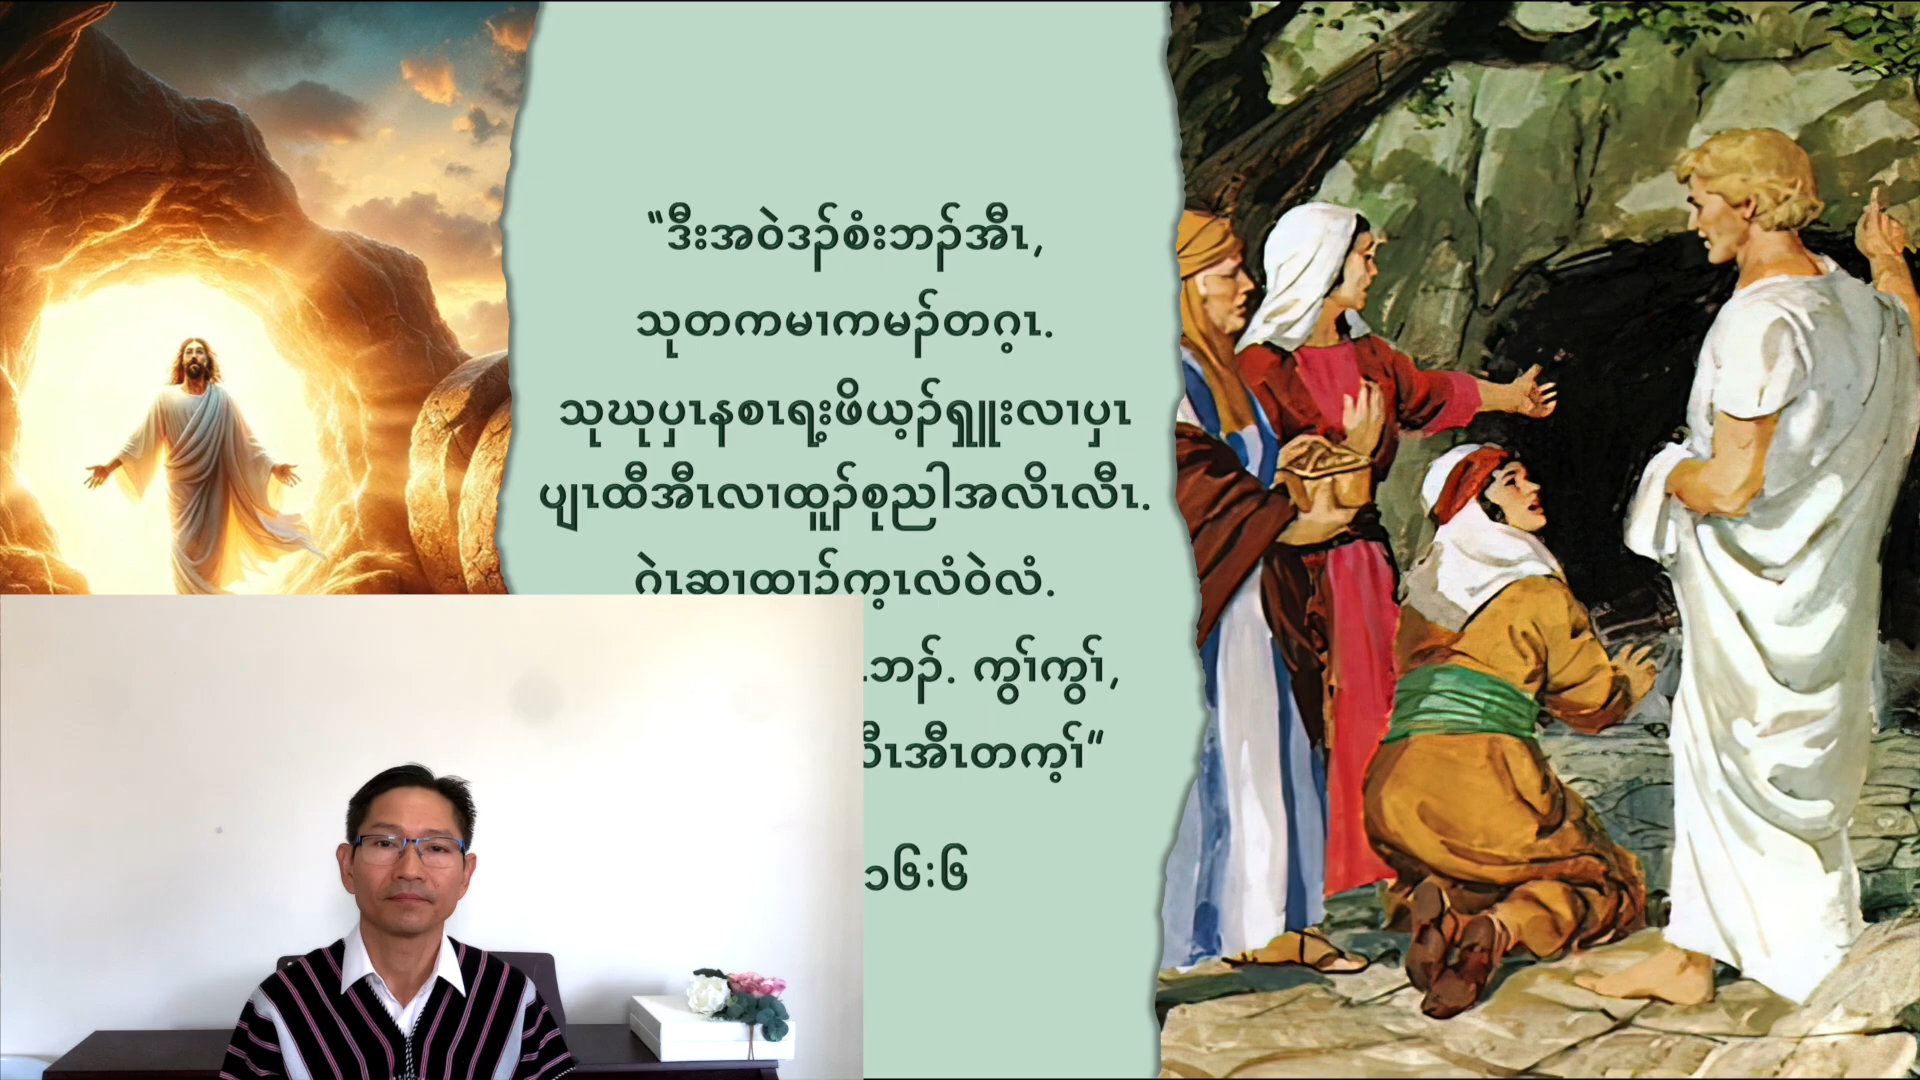 “ဒီးအဝဲဒၣ်စံးဘၣ်အီၤ,
သုတကမၢကမၣ်တဂ့ၤ.
သုဃုပှၤနစၤရ့းဖိယ့ၣ်ရှူးလၢပှၤ
ပျၤထီအီၤလၢထူၣ်စုညါအလိၤလီၤ.
ဂဲၤဆၢထၢၣ်က့ၤလံဝဲလံ.
ဘၣ်. ကွၢ်ကွၢ်,
အီၤတက့ၢ်“
၁၆:၆